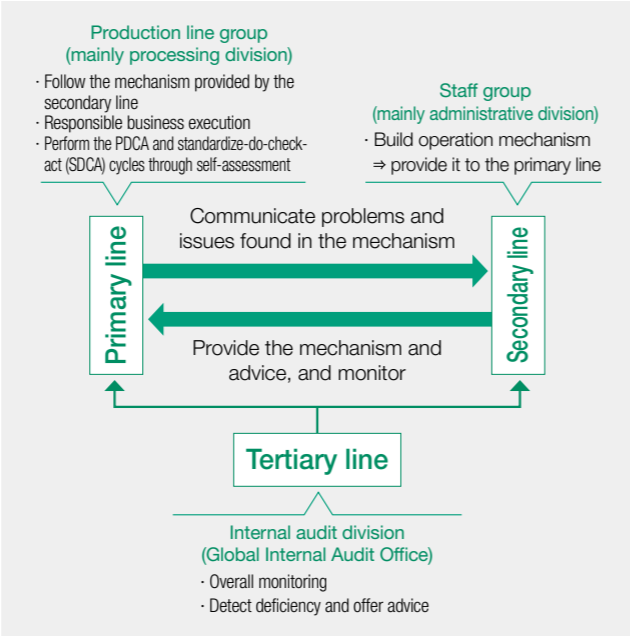 Production line group
(mainly processing division)
· Follow the mechanism provided by the
secondary line
· Responsible business execution
· Perform the PDCA and standardize-do-check-
act (SDCA) cycles through self-assessment
Staff group
(mainly administrative division)
· Build operation mechanism
⇒ provide it to the primary line
Primary line
Communicate problems and
issues found in the mechanism
Provide the mechanism and
advice, and monitor
Secondary line
Tertiary line
Internal audit division
(Global Internal Audit Office)
· Overall monitoring
· Detect deficiency and offer advice